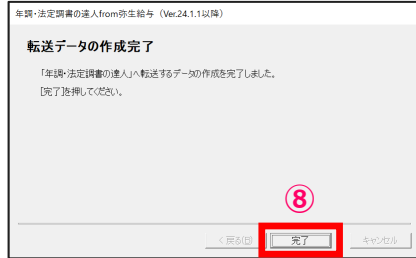 年調・法定調書の達人from弥生給与（Ver.24.1.1以降）
転送データの作成完了
「年調・法定調書の達人」へ転送するデータの作成を完了しました。
[完了]を押してください。
⑧
< 戻る(B) 完了 キャンセル